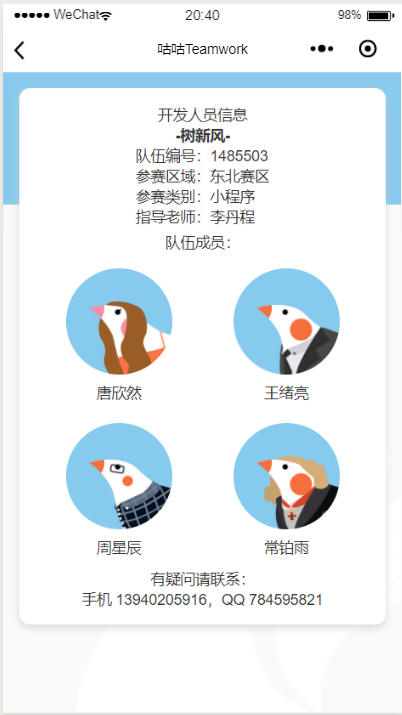 ●●●●● WeChat 20:40 98%
咕咕Teamwork
开发人员信息
-树新风-
队伍编号：1485503
参赛区域：东北赛区
参赛类别：小程序
指导老师：李丹程
队伍成员：
唐欣然 王绪亮
周星辰 常铂雨
有疑问请联系：
手机 13940205916，QQ 784595821